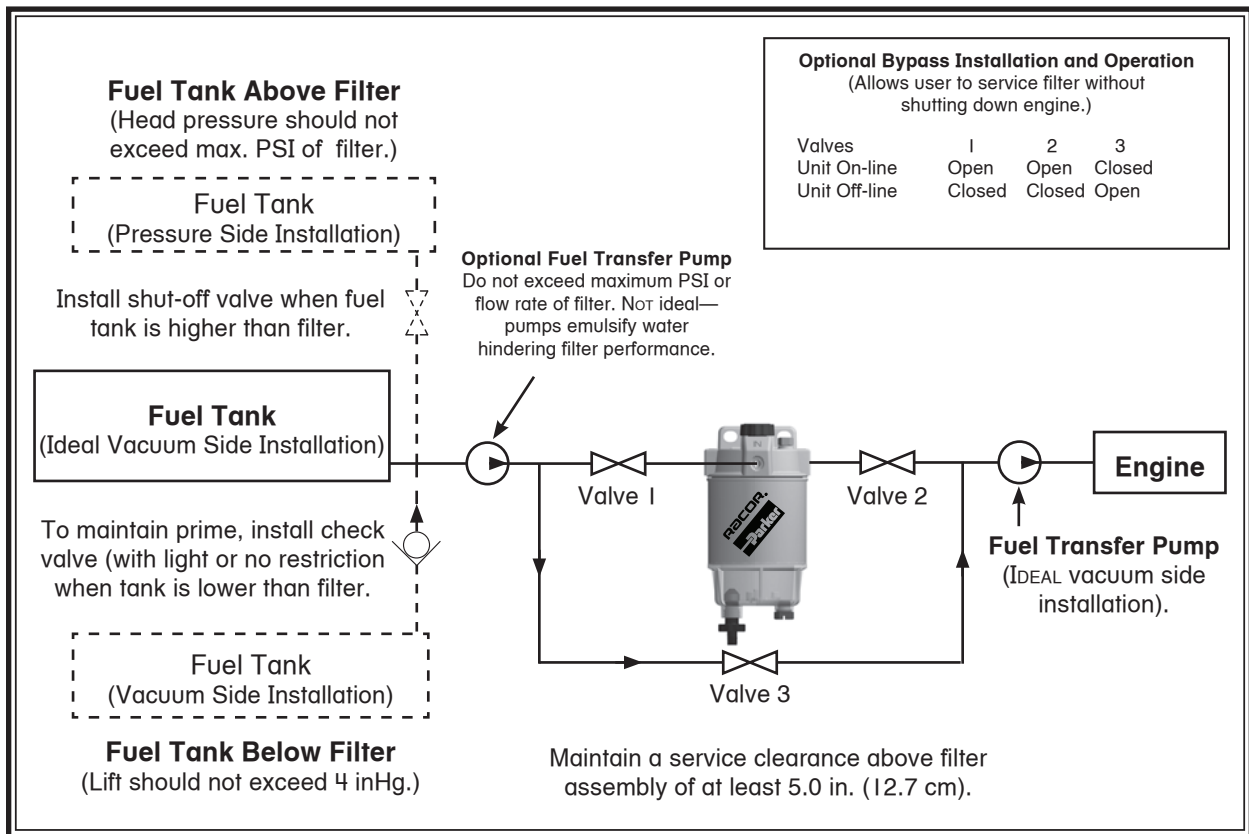 Fuel Tank Above Filter
(Head pressure should not
exceed max. PSI of filter.)
Fuel Tank
(Pressure Side Installation)
Install shut-off valve when fuel
tank is higher than filter.
Fuel Tank
(Ideal Vacuum Side Installation)
To maintain prime, install check
valve (with light or no restriction
when tank is lower than filter.
Fuel Tank
(Vacuum Side Installation)
Fuel Tank Below Filter
(Lift should not exceed 4 inHg.)
Optional Fuel Transfer Pump
Do not exceed maximum PSI or
flow rate of filter. NOT ideal—
pumps emulsify water
hindering filter performance.
Optional Bypass Installation and Operation
(Allows user to service filter without
shutting down engine.)
Valves 1 2 3
Unit On-line Open Open Closed
Unit Off-line Closed Closed Open
Valve 1
RACOR.
Parker
Valve 2
Valve 3
Engine
Fuel Transfer Pump
(IDEAL vacuum side
installation).
Maintain a service clearance above filter
assembly of at least 5.0 in. (12.7 cm).